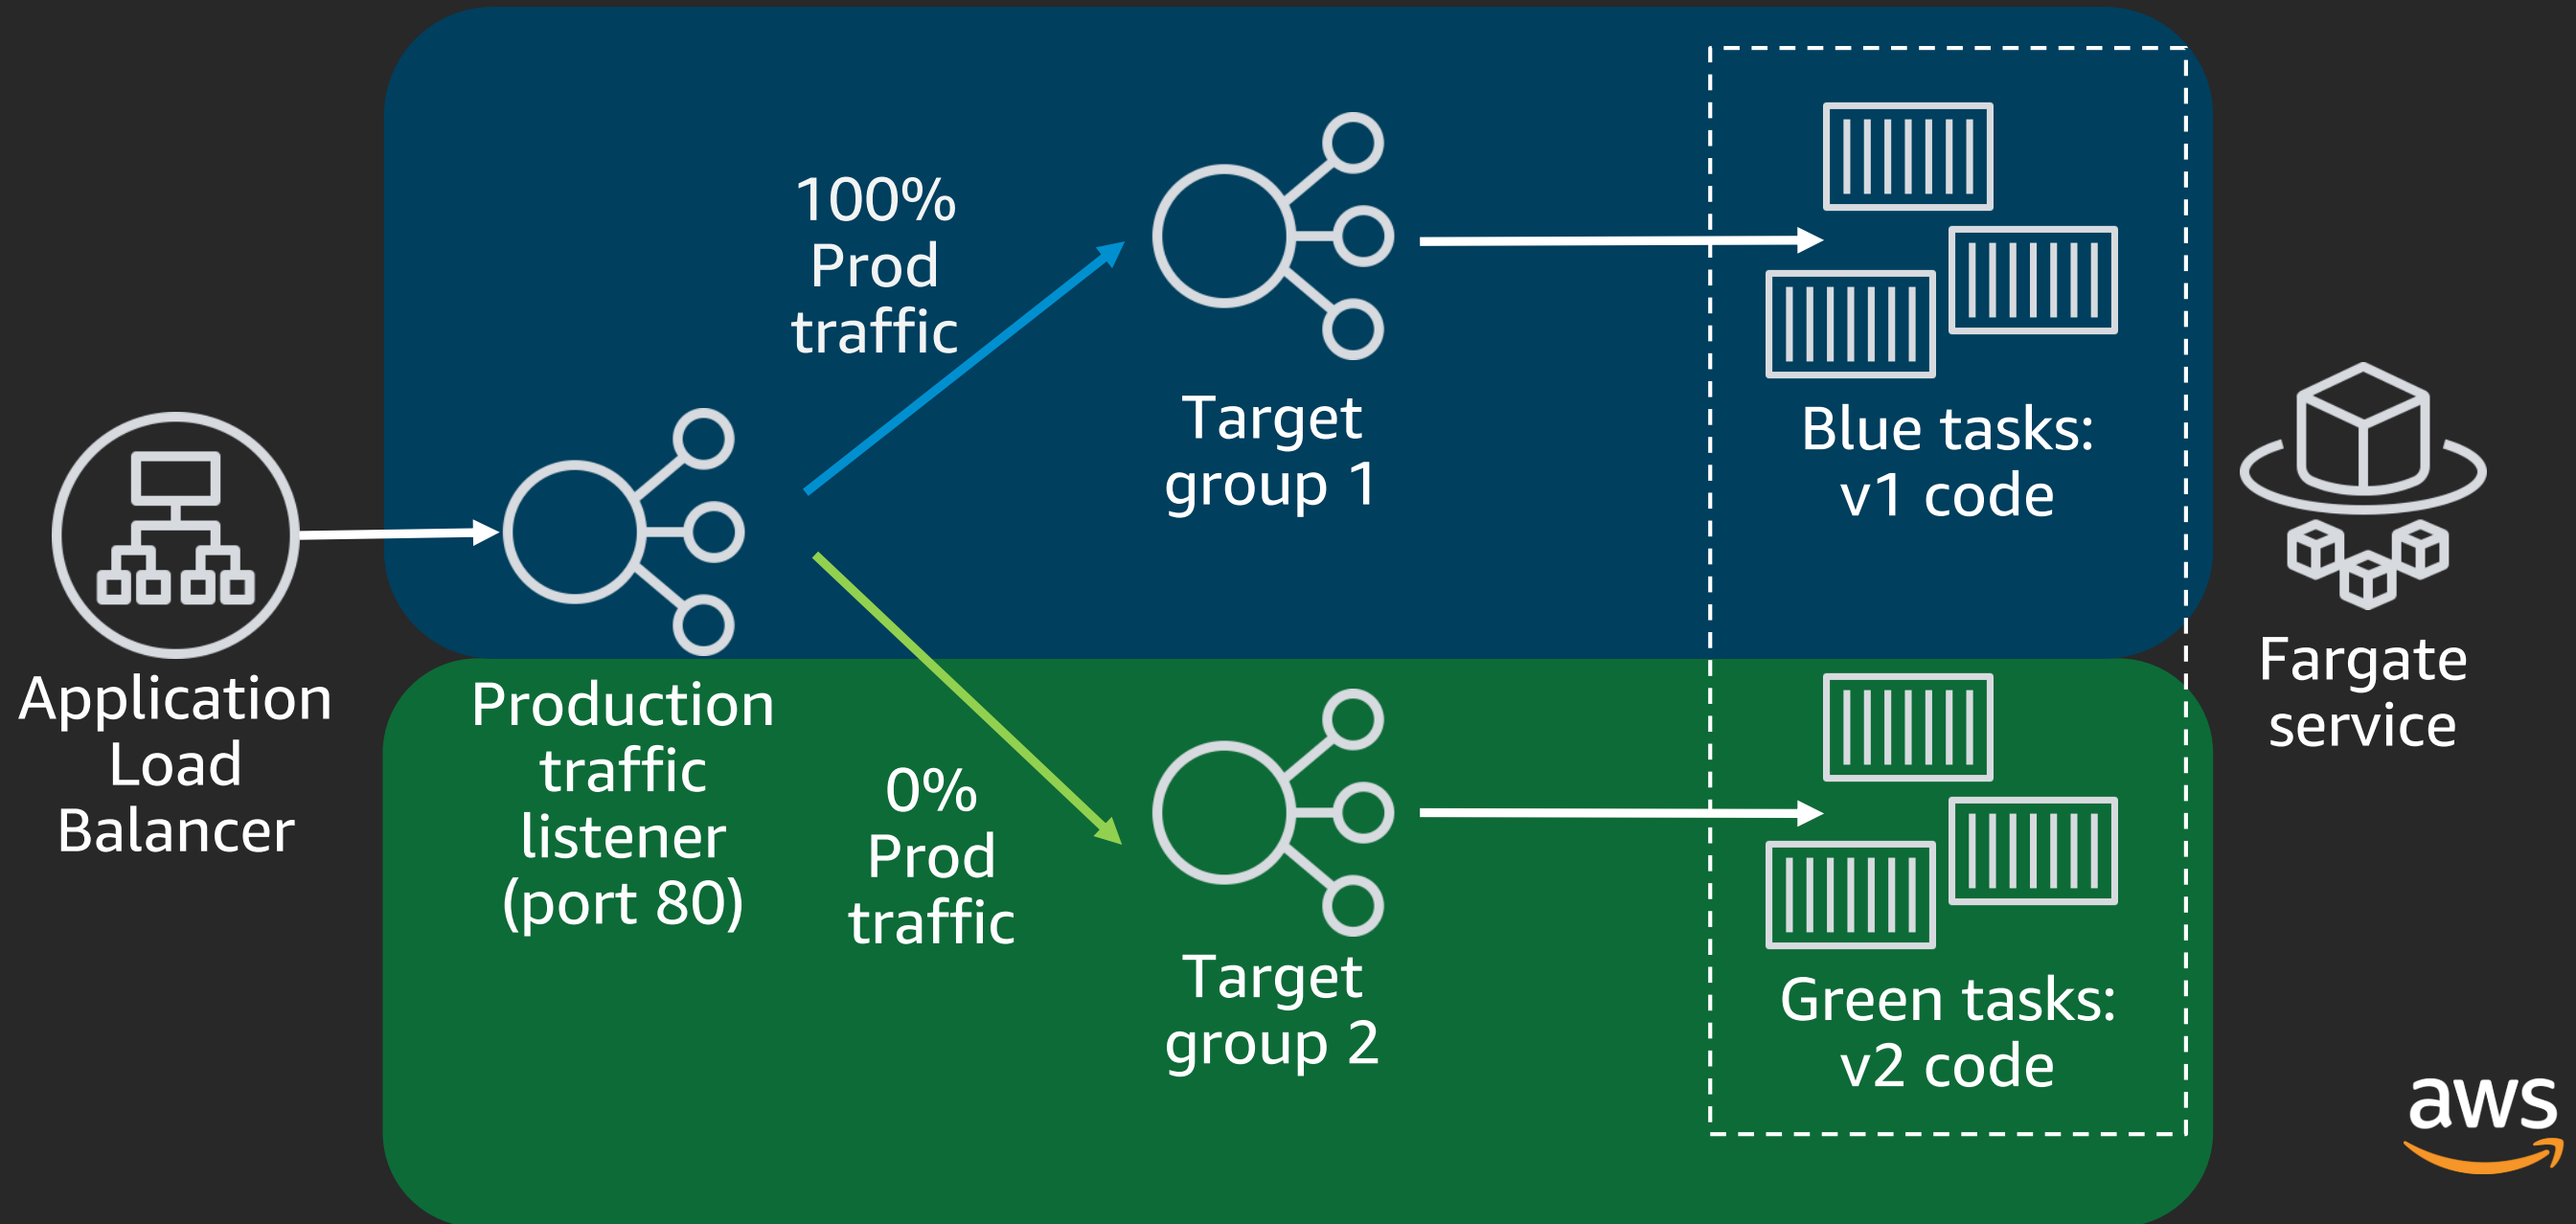 100%
Prod
traffic
Target
group 1
Blue tasks:
v1 code
Application
Load
Balancer
Production
traffic
listener
(port 80)
0%
Prod
traffic
Target
group 2
Green tasks:
v2 code
Fargate
service
aws